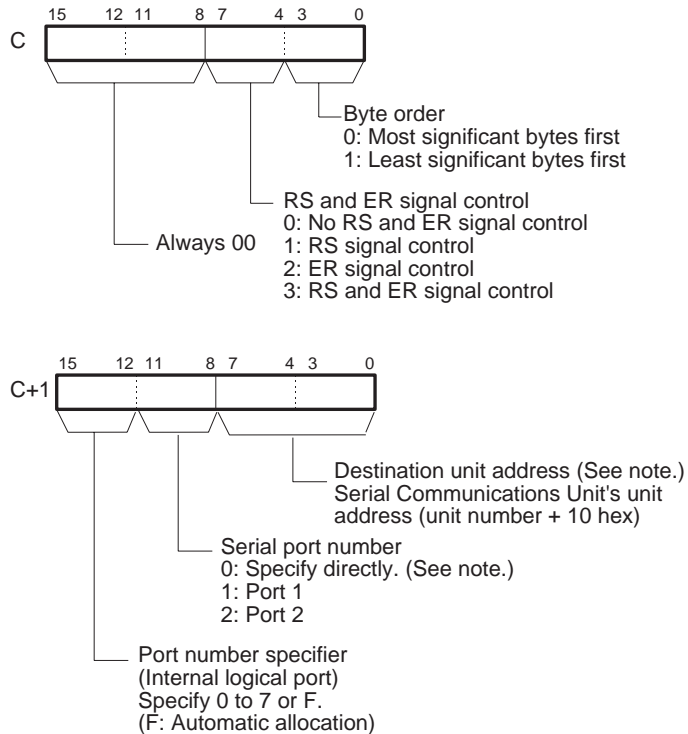 15 12 11 8 7 4 3 0
C
Byte order
0: Most significant bytes first
1: Least significant bytes first
RS and ER signal control
0: No RS and ER signal control
1: RS signal control
2: ER signal control
3: RS and ER signal control
Always 00
15 12 11 8 7 4 3 0
C+1
Destination unit address (See note.)
Serial Communications Unit's unit
address (unit number + 10 hex)
Serial port number
0: Specify directly. (See note.)
1: Port 1
2: Port 2
Port number specifier
(Internal logical port)
Specify 0 to 7 or F.
(F: Automatic allocation)